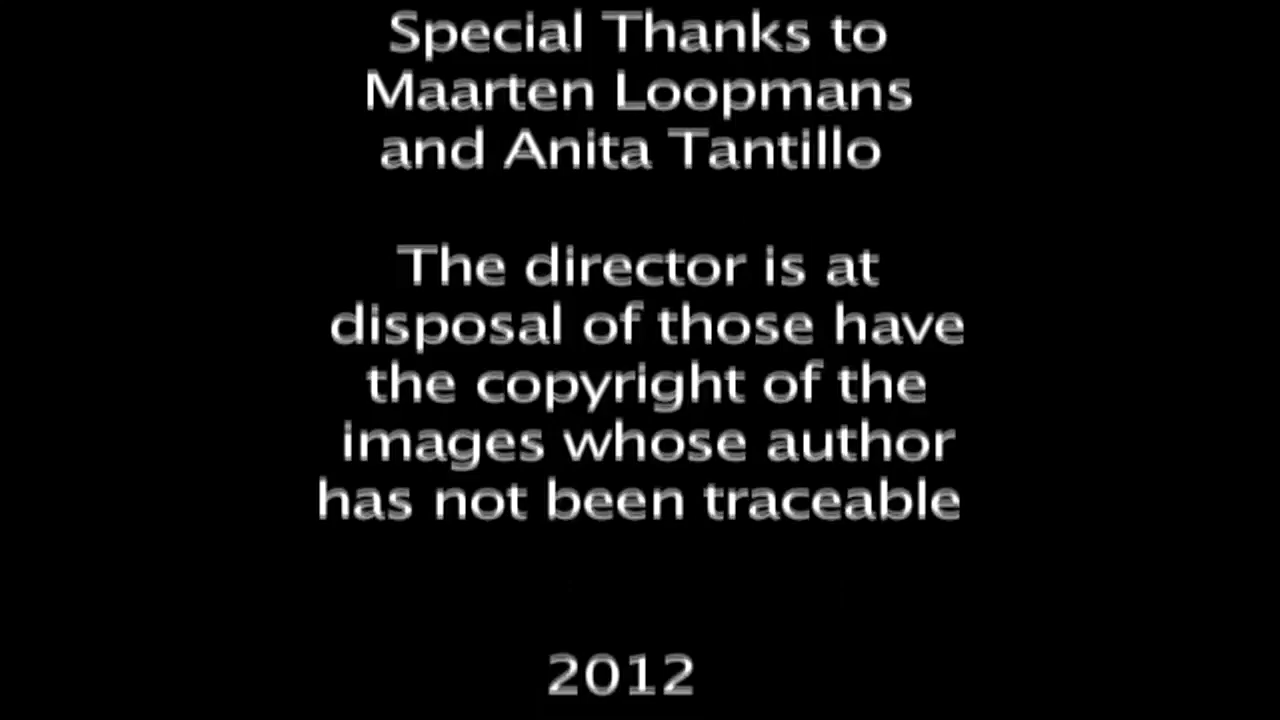 Special Thanks to
Maarten Loopmans
and Anita Tantillo
The director is at
disposal of those have
the copyright of the
images whose author
has not been traceable
2012